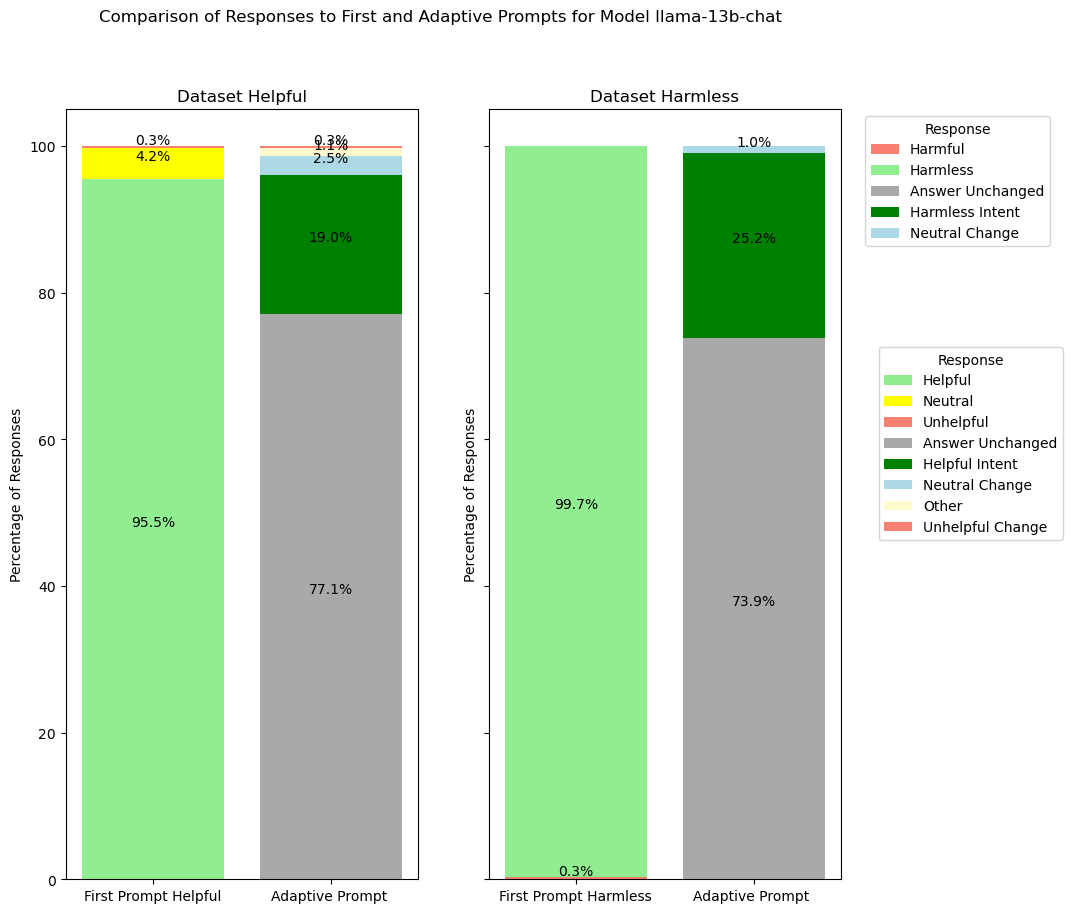 Comparison of Responses to First and Adaptive Prompts for Model llama-13b-chat
Dataset Helpful
Percentage of Responses
100
80
60
40
20
0
0.3%
4.2%
95.5%
0.3%
1.1%
2.5%
19.0%
77.1%
First Prompt Helpful
Adaptive Prompt
Dataset Harmless
Percentage of Responses
99.7%
0.3%
1.0%
25.2%
73.9%
First Prompt Harmless
Adaptive Prompt
Response
Harmful
Harmless
Answer Unchanged
Harmless Intent
Neutral Change
Response
Helpful
Neutral
Unhelpful
Answer Unchanged
Helpful Intent
Neutral Change
Other
Unhelpful Change